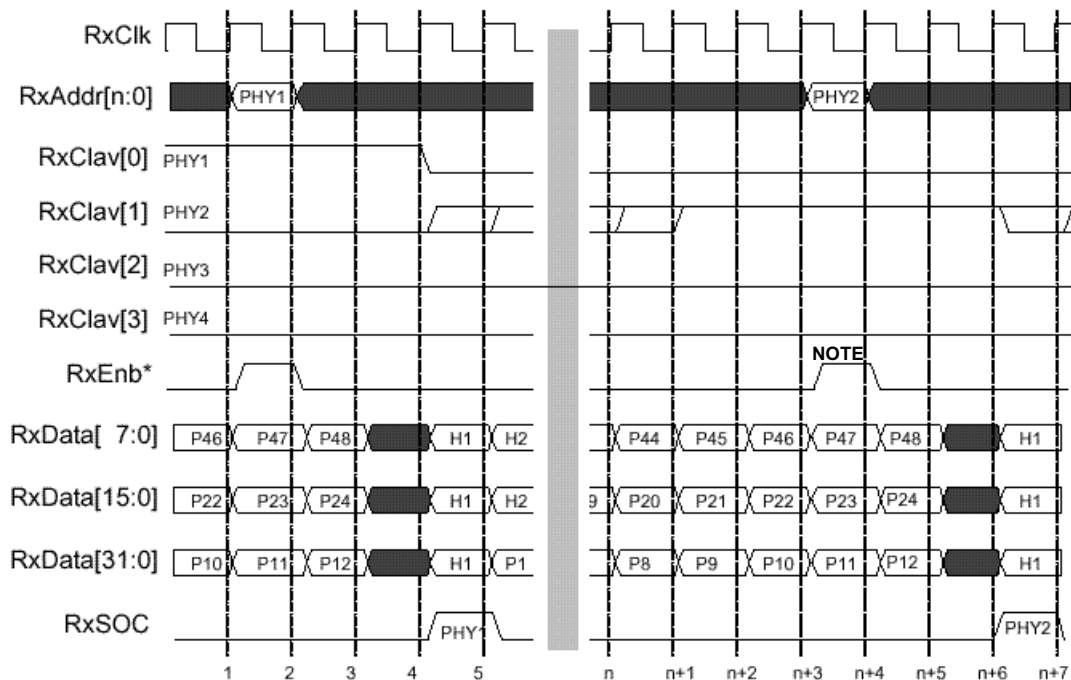 RxClk
RxAddr[n:0] PHY1 PHY2
RxClav[0] PHY1
RxClav[1] PHY2
RxClav[2] PHY3
RxClav[3] PHY4
NOTE
RxEnb*
RxData[ 7:0] P46 P47 P48 H1 H2 P44 P45 P46 P47 P48 H1
RxData[15:0] P22 P23 P24 H1 H2 9 P20 P21 P22 P23 P24 H1
RxData[31:0] P10 P11 P12 H1 P1 P8 P9 P10 P11 P12 H1
RxSOC PHY1 PHY2
1 2 3 4 5 n n+1 n+2 n+3 n+4 n+5 n+6 n+7